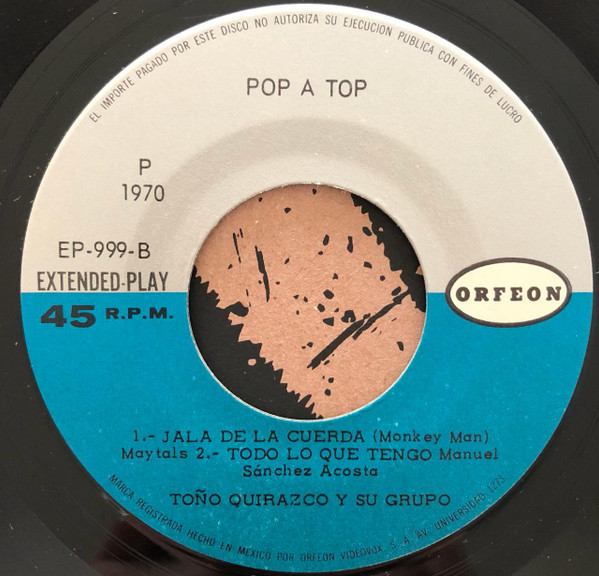 EL IMPORTE PAGADO POR ESTE DISCO NO AUTORIZA SU EJECUCION PUBLICA CON FINES DE LUCRO
POP A TOP
P
1970
EP-999-B
EXTENDED-PLAY
45 R.P.M.
ORFEON
1.- JALA DE LA CUERDA (Monkey Man)
Maytals 2.- TODO LO QUE TENGO Manuel
Sánchez Acosta
TOÑO QUIRAZCO Y SU GRUPO
MARCA REGISTRADA HECHO EN MEXICO POR ORFEON VIDEOVOX, S. A. AV. UNIVERSIDAD 1273